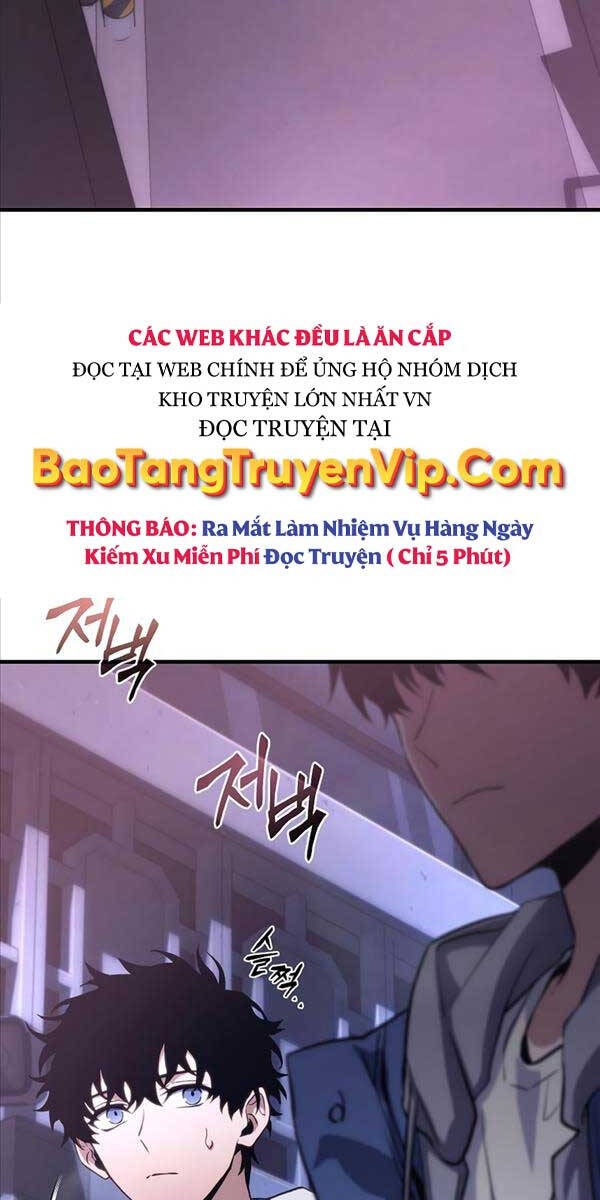 CÁC WEB KHÁC ĐỀU LÀ ĂN CẮP
ĐỌC TẠI WEB CHÍNH ĐỂ ỦNG HỘ NHÓM DỊCH
KHO TRUYỆN LỚN NHẤT VN
ĐỌC TRUYỆN TẠI
BaoTangTruyenVip.Com
THÔNG BÁO: Ra Mắt Làm Nhiệm Vụ Hàng Ngày
Kiếm Xu Miễn Phí Đọc Truyện ( Chỉ 5 Phút)
저벅
저벅
슬쩍..